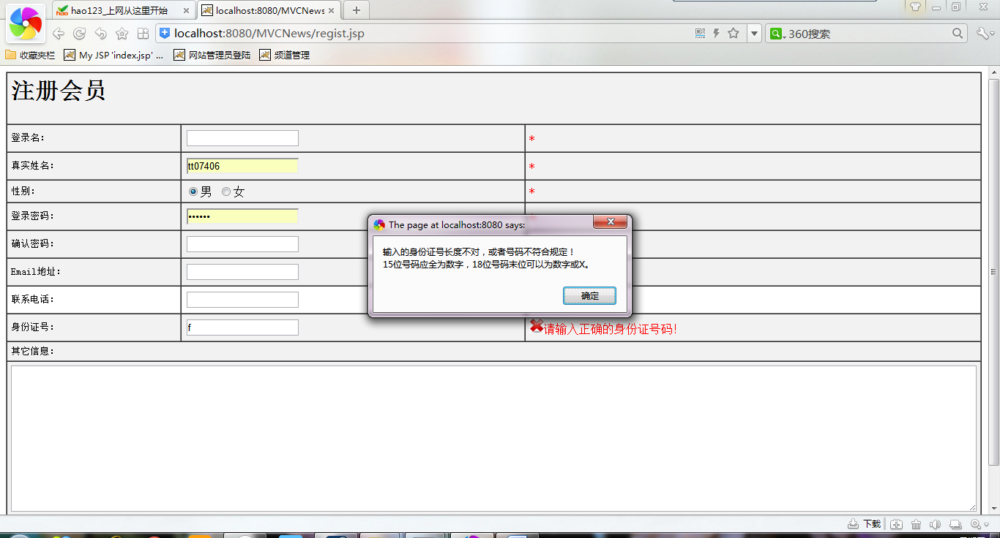 hao123_上网从这里开始
localhost:8080/MVCNews
localhost:8080/MVCNews/regist.jsp
360搜索
收藏夹栏
My JSP 'index.jsp' ...
网站管理员登陆
频道管理
注册会员
登录名：
*
真实姓名：
tt07406
*
性别：
男
女
*
登录密码：
••••••
确认密码：
Email地址：
联系电话：
身份证号：
f
请输入正确的身份证号码！
其它信息：
The page at localhost:8080 says:
输入的身份证号长度不对，或者号码不符合规定！
15位号码应全为数字，18位号码末位可以为数字或X。
确定
下载